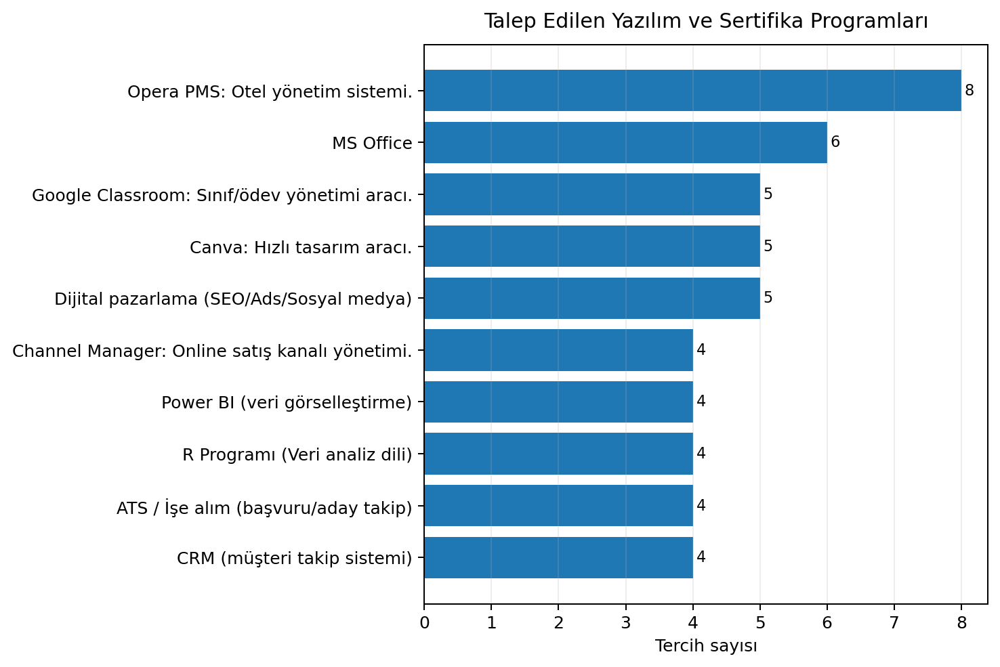 Talep Edilen Yazılım ve Sertifika Programları
Opera PMS: Otel yönetim sistemi. 8
MS Office 6
Google Classroom: Sınıf/ödev yönetimi aracı. 5
Canva: Hızlı tasarım aracı. 5
Dijital pazarlama (SEO/Ads/Sosyal medya) 5
Channel Manager: Online satış kanalı yönetimi. 4
Power BI (veri görselleştirme) 4
R Programı (Veri analiz dili) 4
ATS / İşe alım (başvuru/aday takip) 4
CRM (müşteri takip sistemi) 4
0 1 2 3 4 5 6 7 8
Tercih sayısı